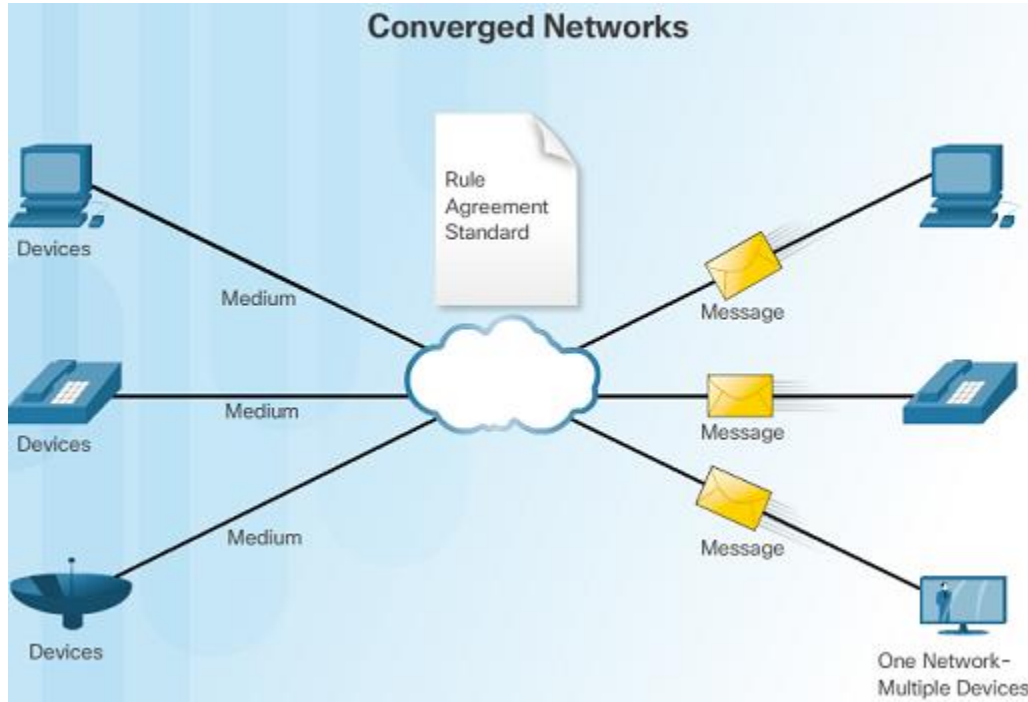 Converged Networks
Rule
Agreement
Standard
Devices
Medium
Message
Devices
Medium
Message
Devices
Medium
Message
One Network-
Multiple Devices